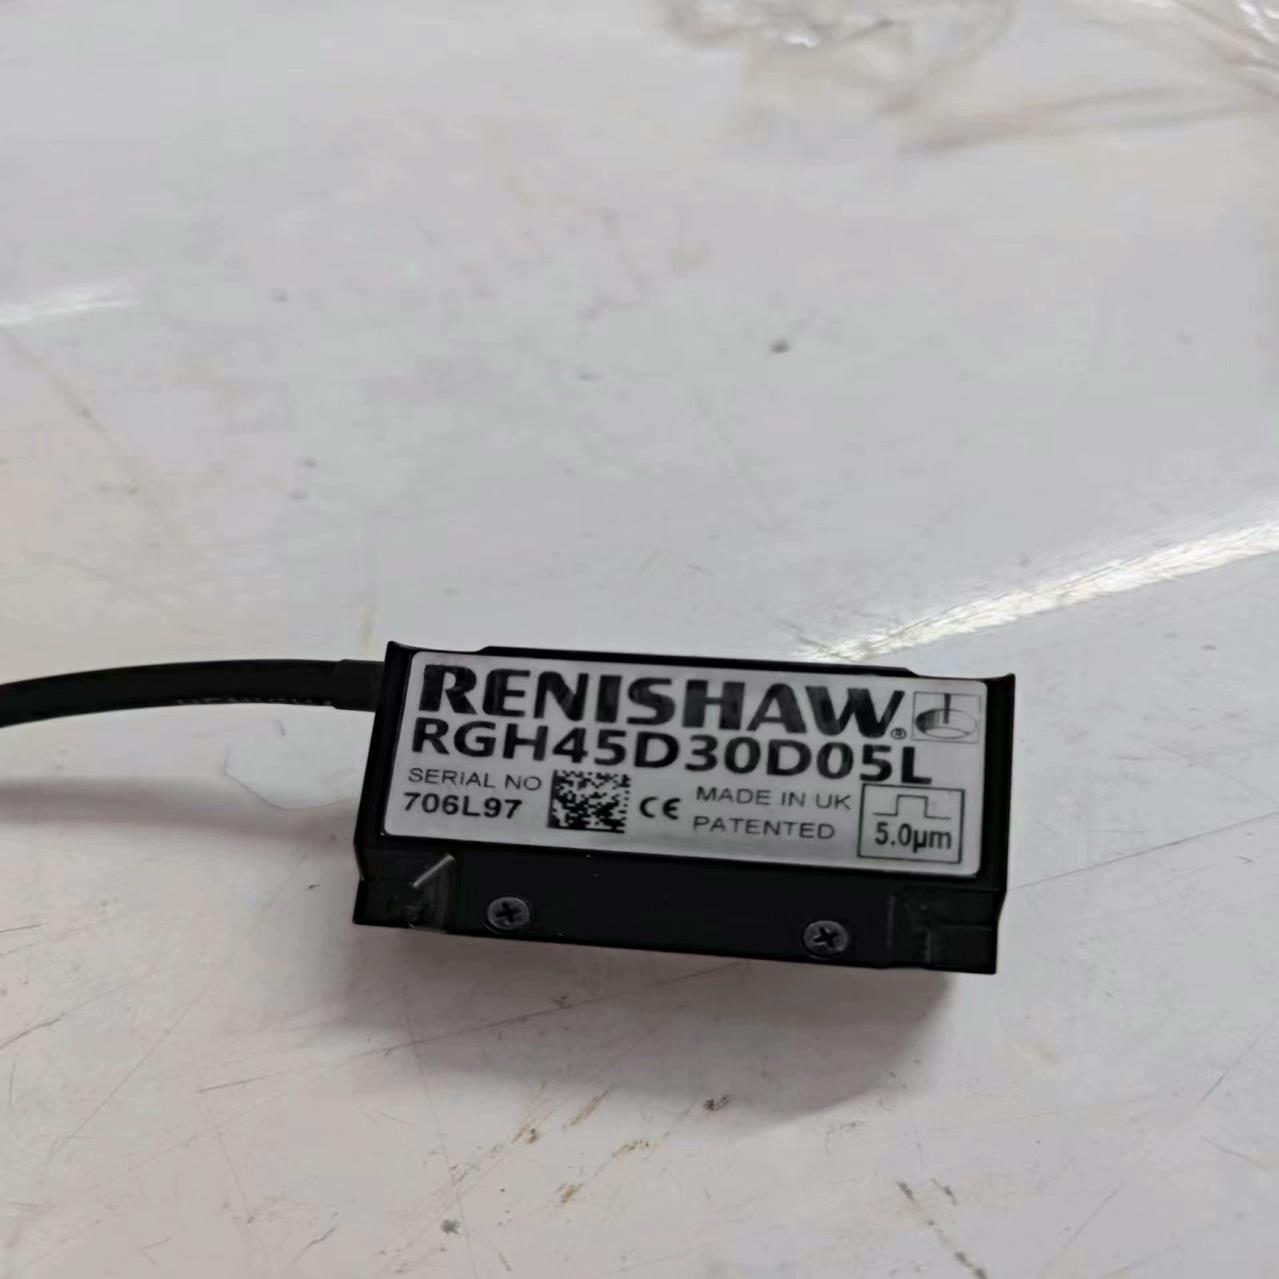 RENISHAW®
RGH45D30D05L
SERIAL NO
706L97
CE
MADE IN UK
PATENTED
5.0µm